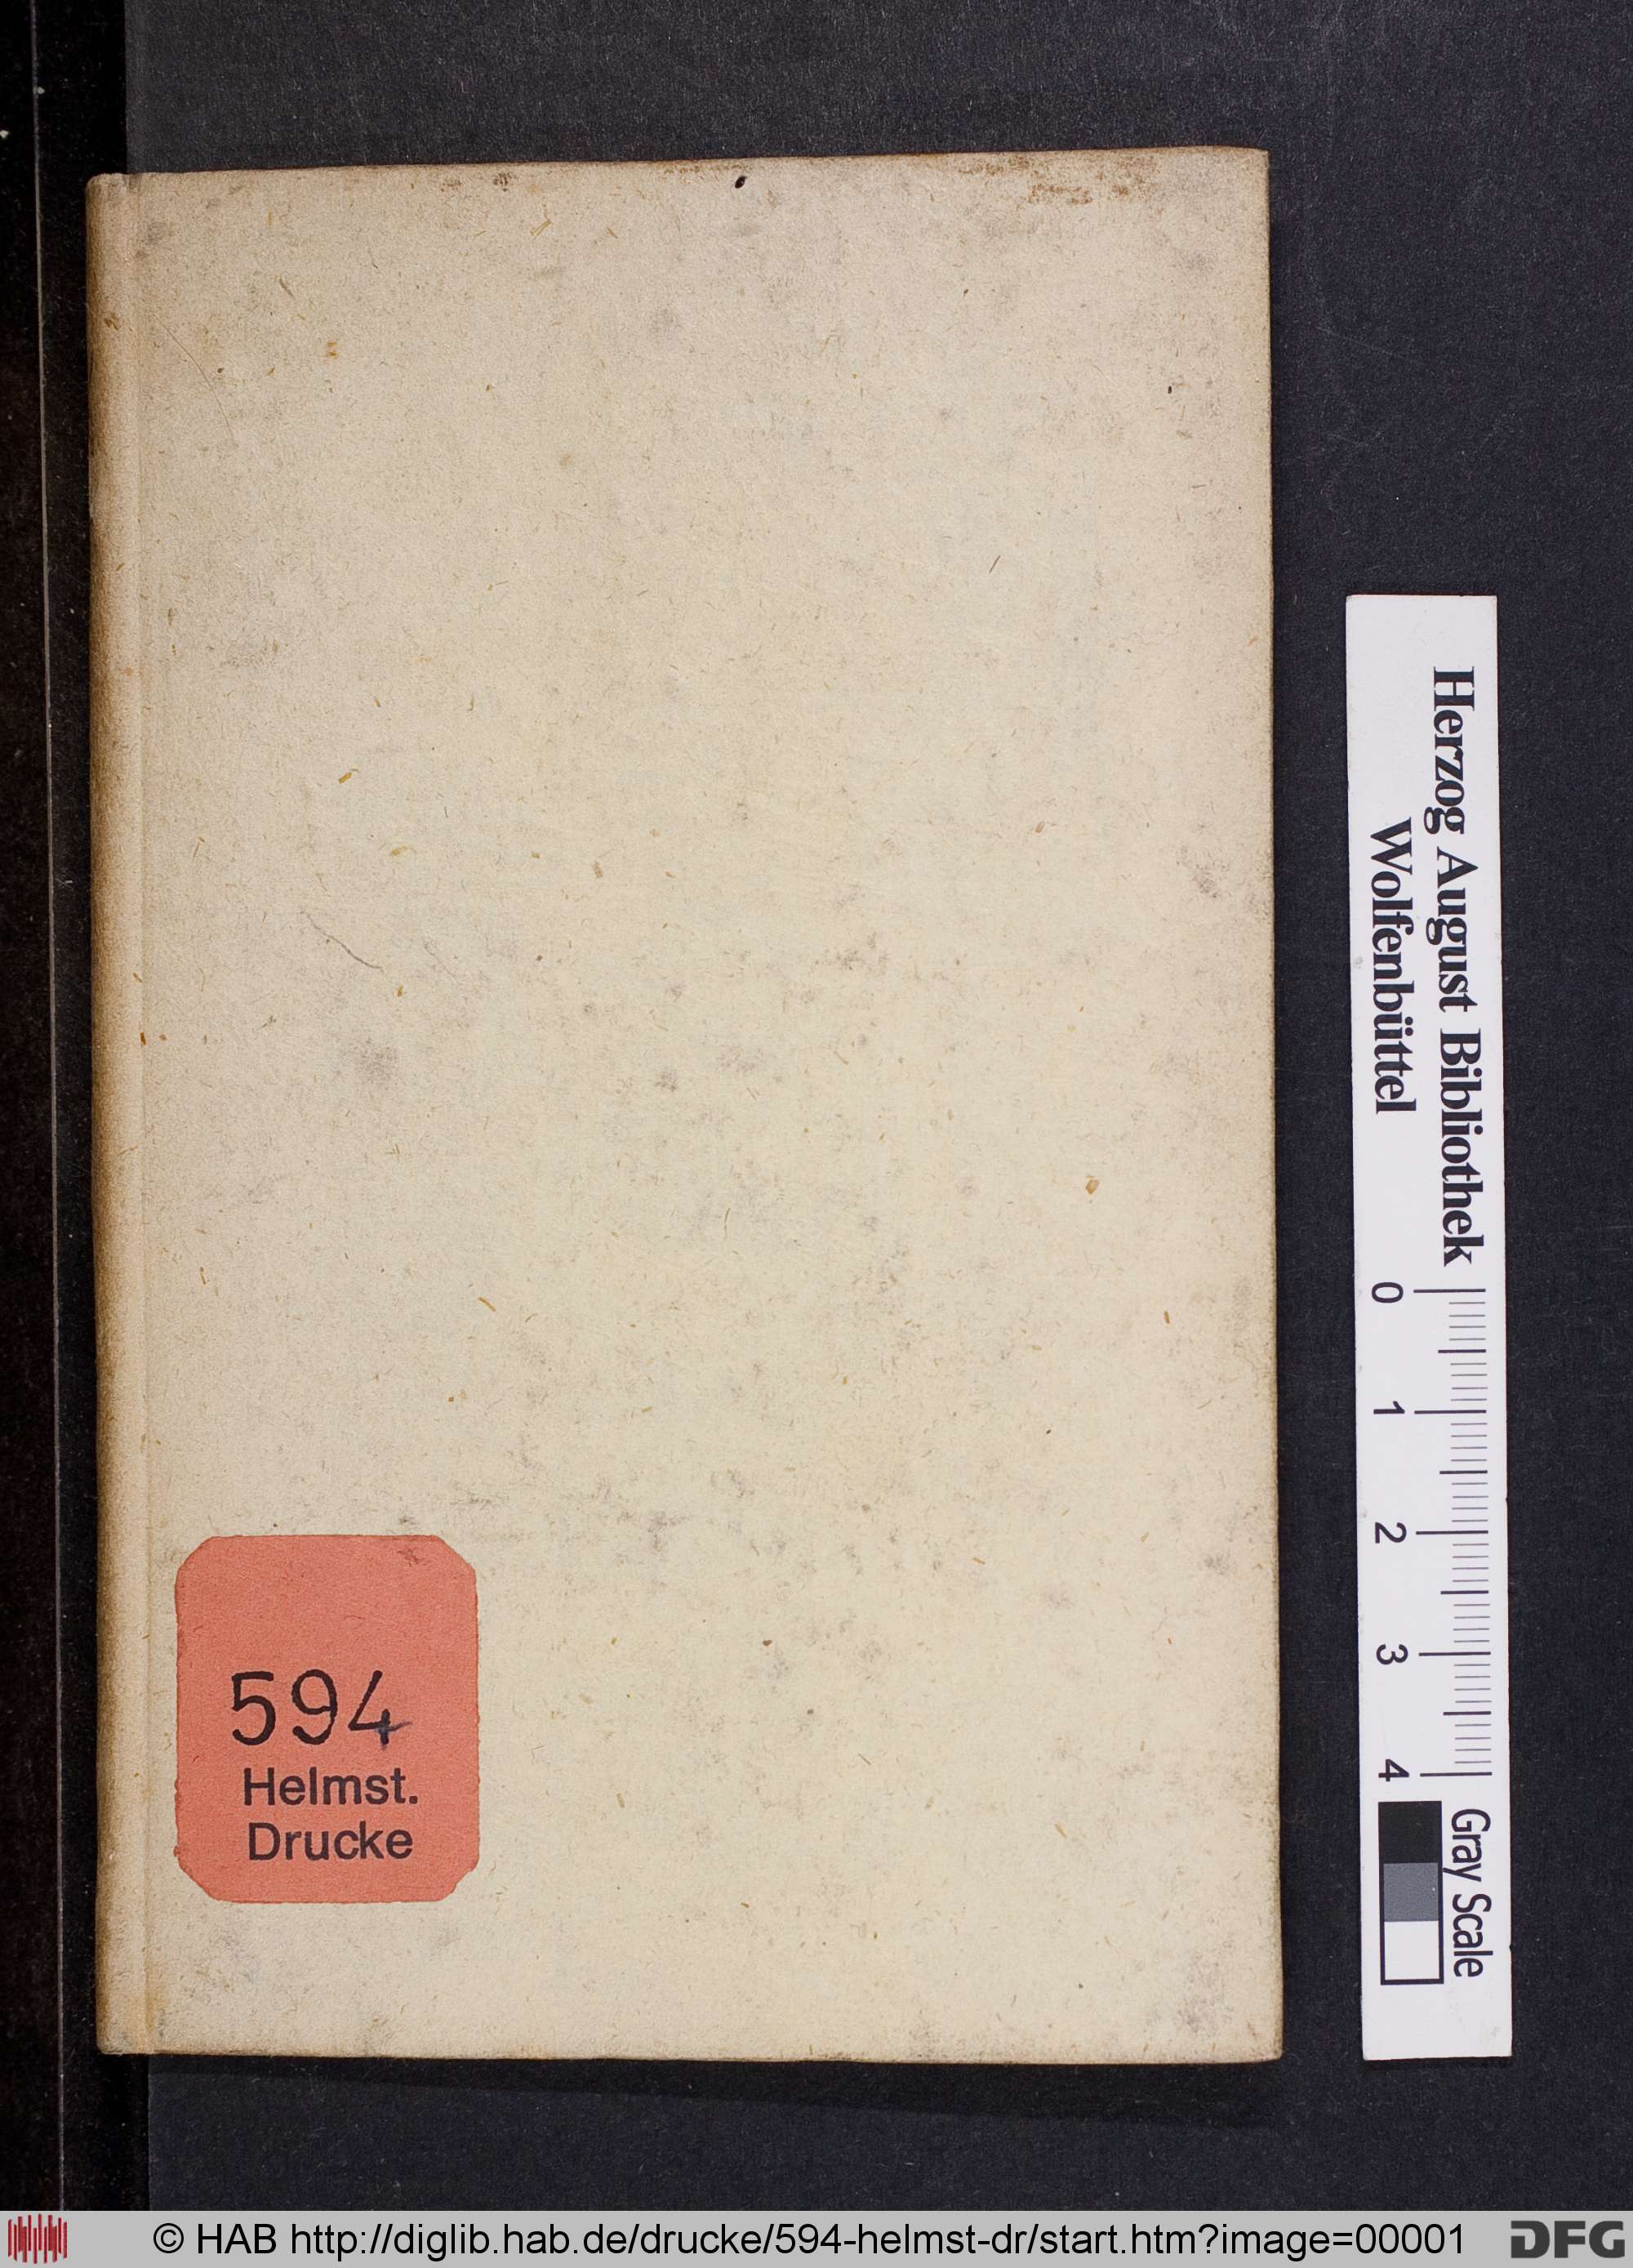 594
Helmst.
Drucke
Herzog August Bibliothek
Wolfenbüttel
0 1 2 3 4
Gray Scale
© HAB http://diglib.hab.de/drucke/594-helmst-dr/start.htm?image=00001
DFG